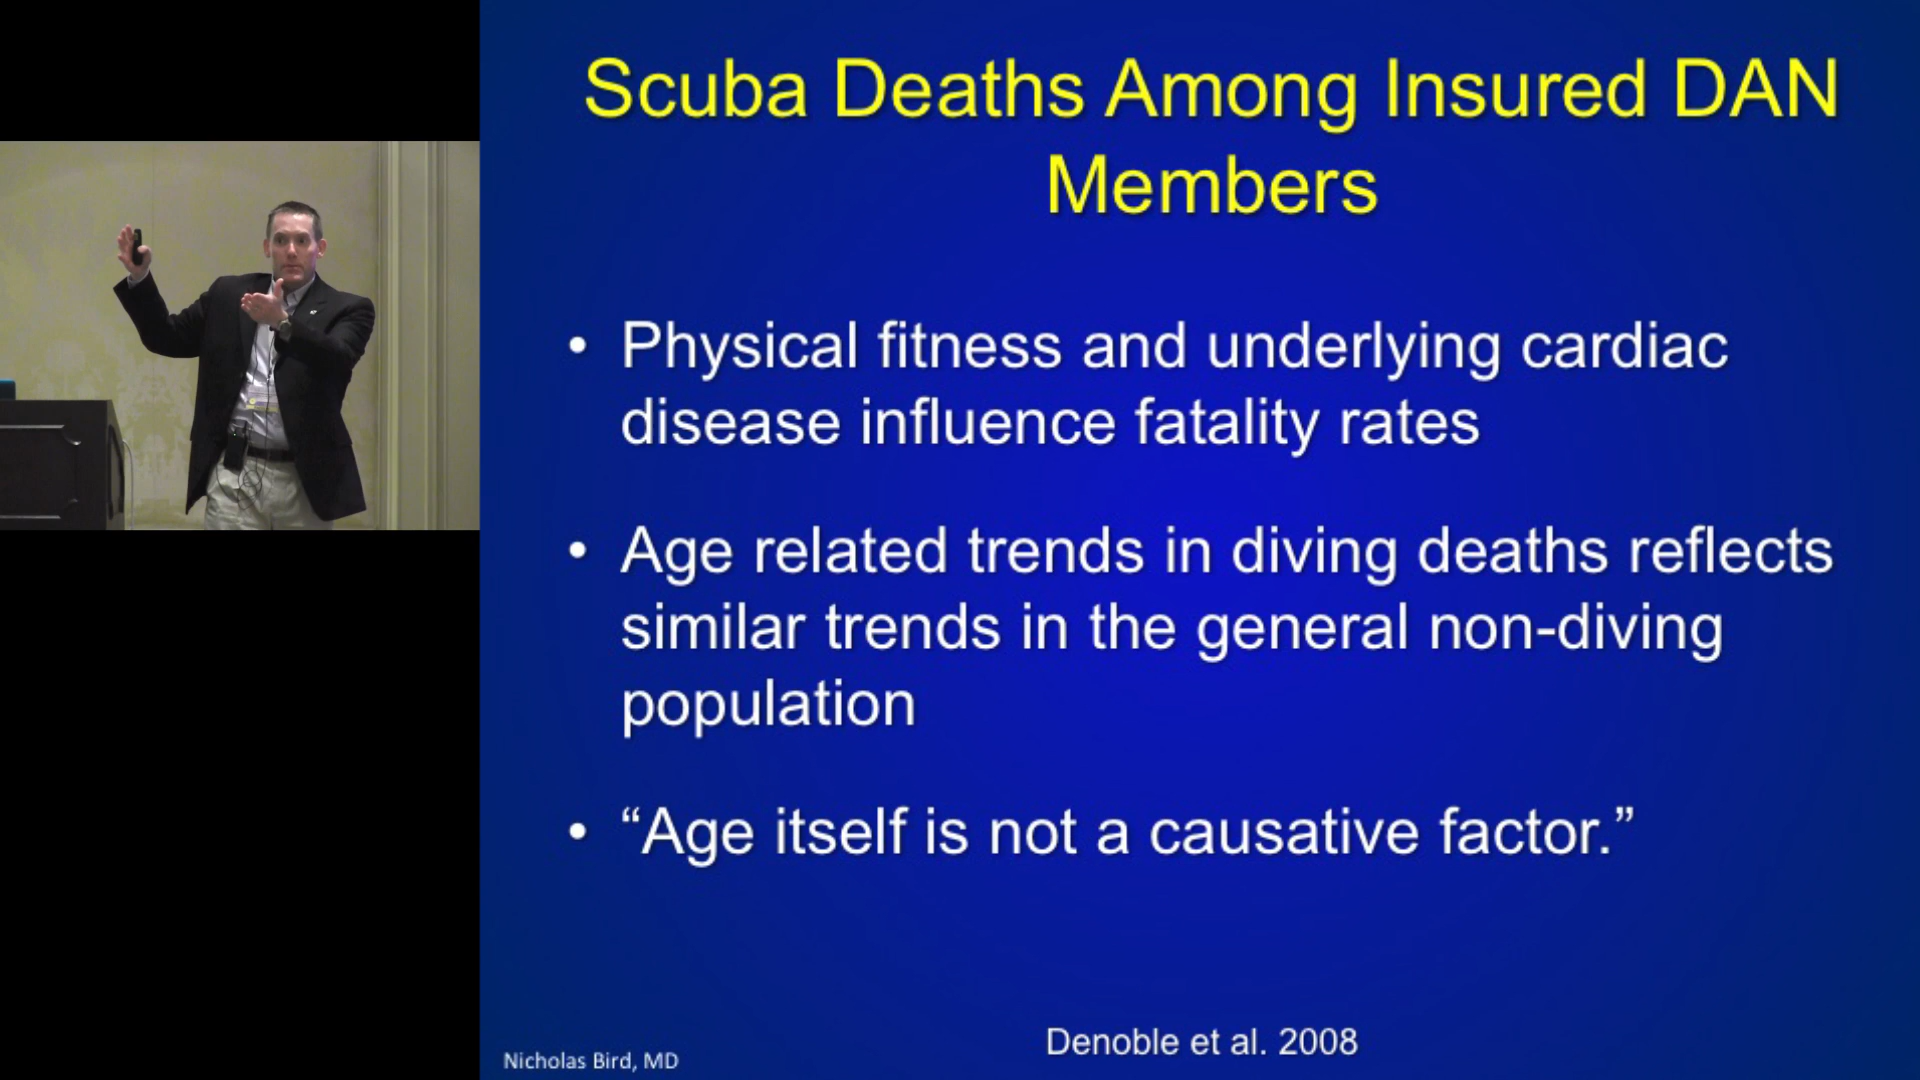 Scuba Deaths Among Insured DAN
Members
• Physical fitness and underlying cardiac
disease influence fatality rates
• Age related trends in diving deaths reflects
similar trends in the general non-diving
population
• “Age itself is not a causative factor.”
Denoble et al. 2008
Nicholas Bird, MD